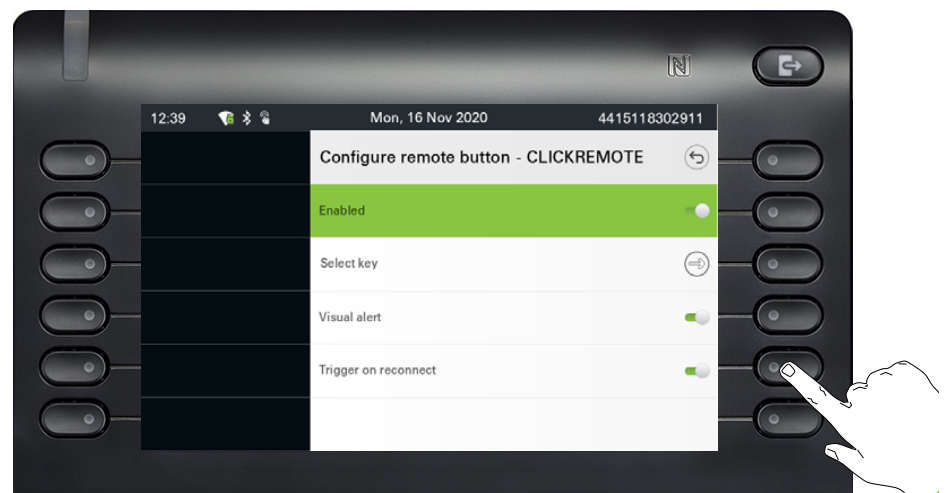 12:39 Mon, 16 Nov 2020 4415118302911
Configure remote button - CLICKREMOTE
Enabled
Select key
Visual alert
Trigger on reconnect